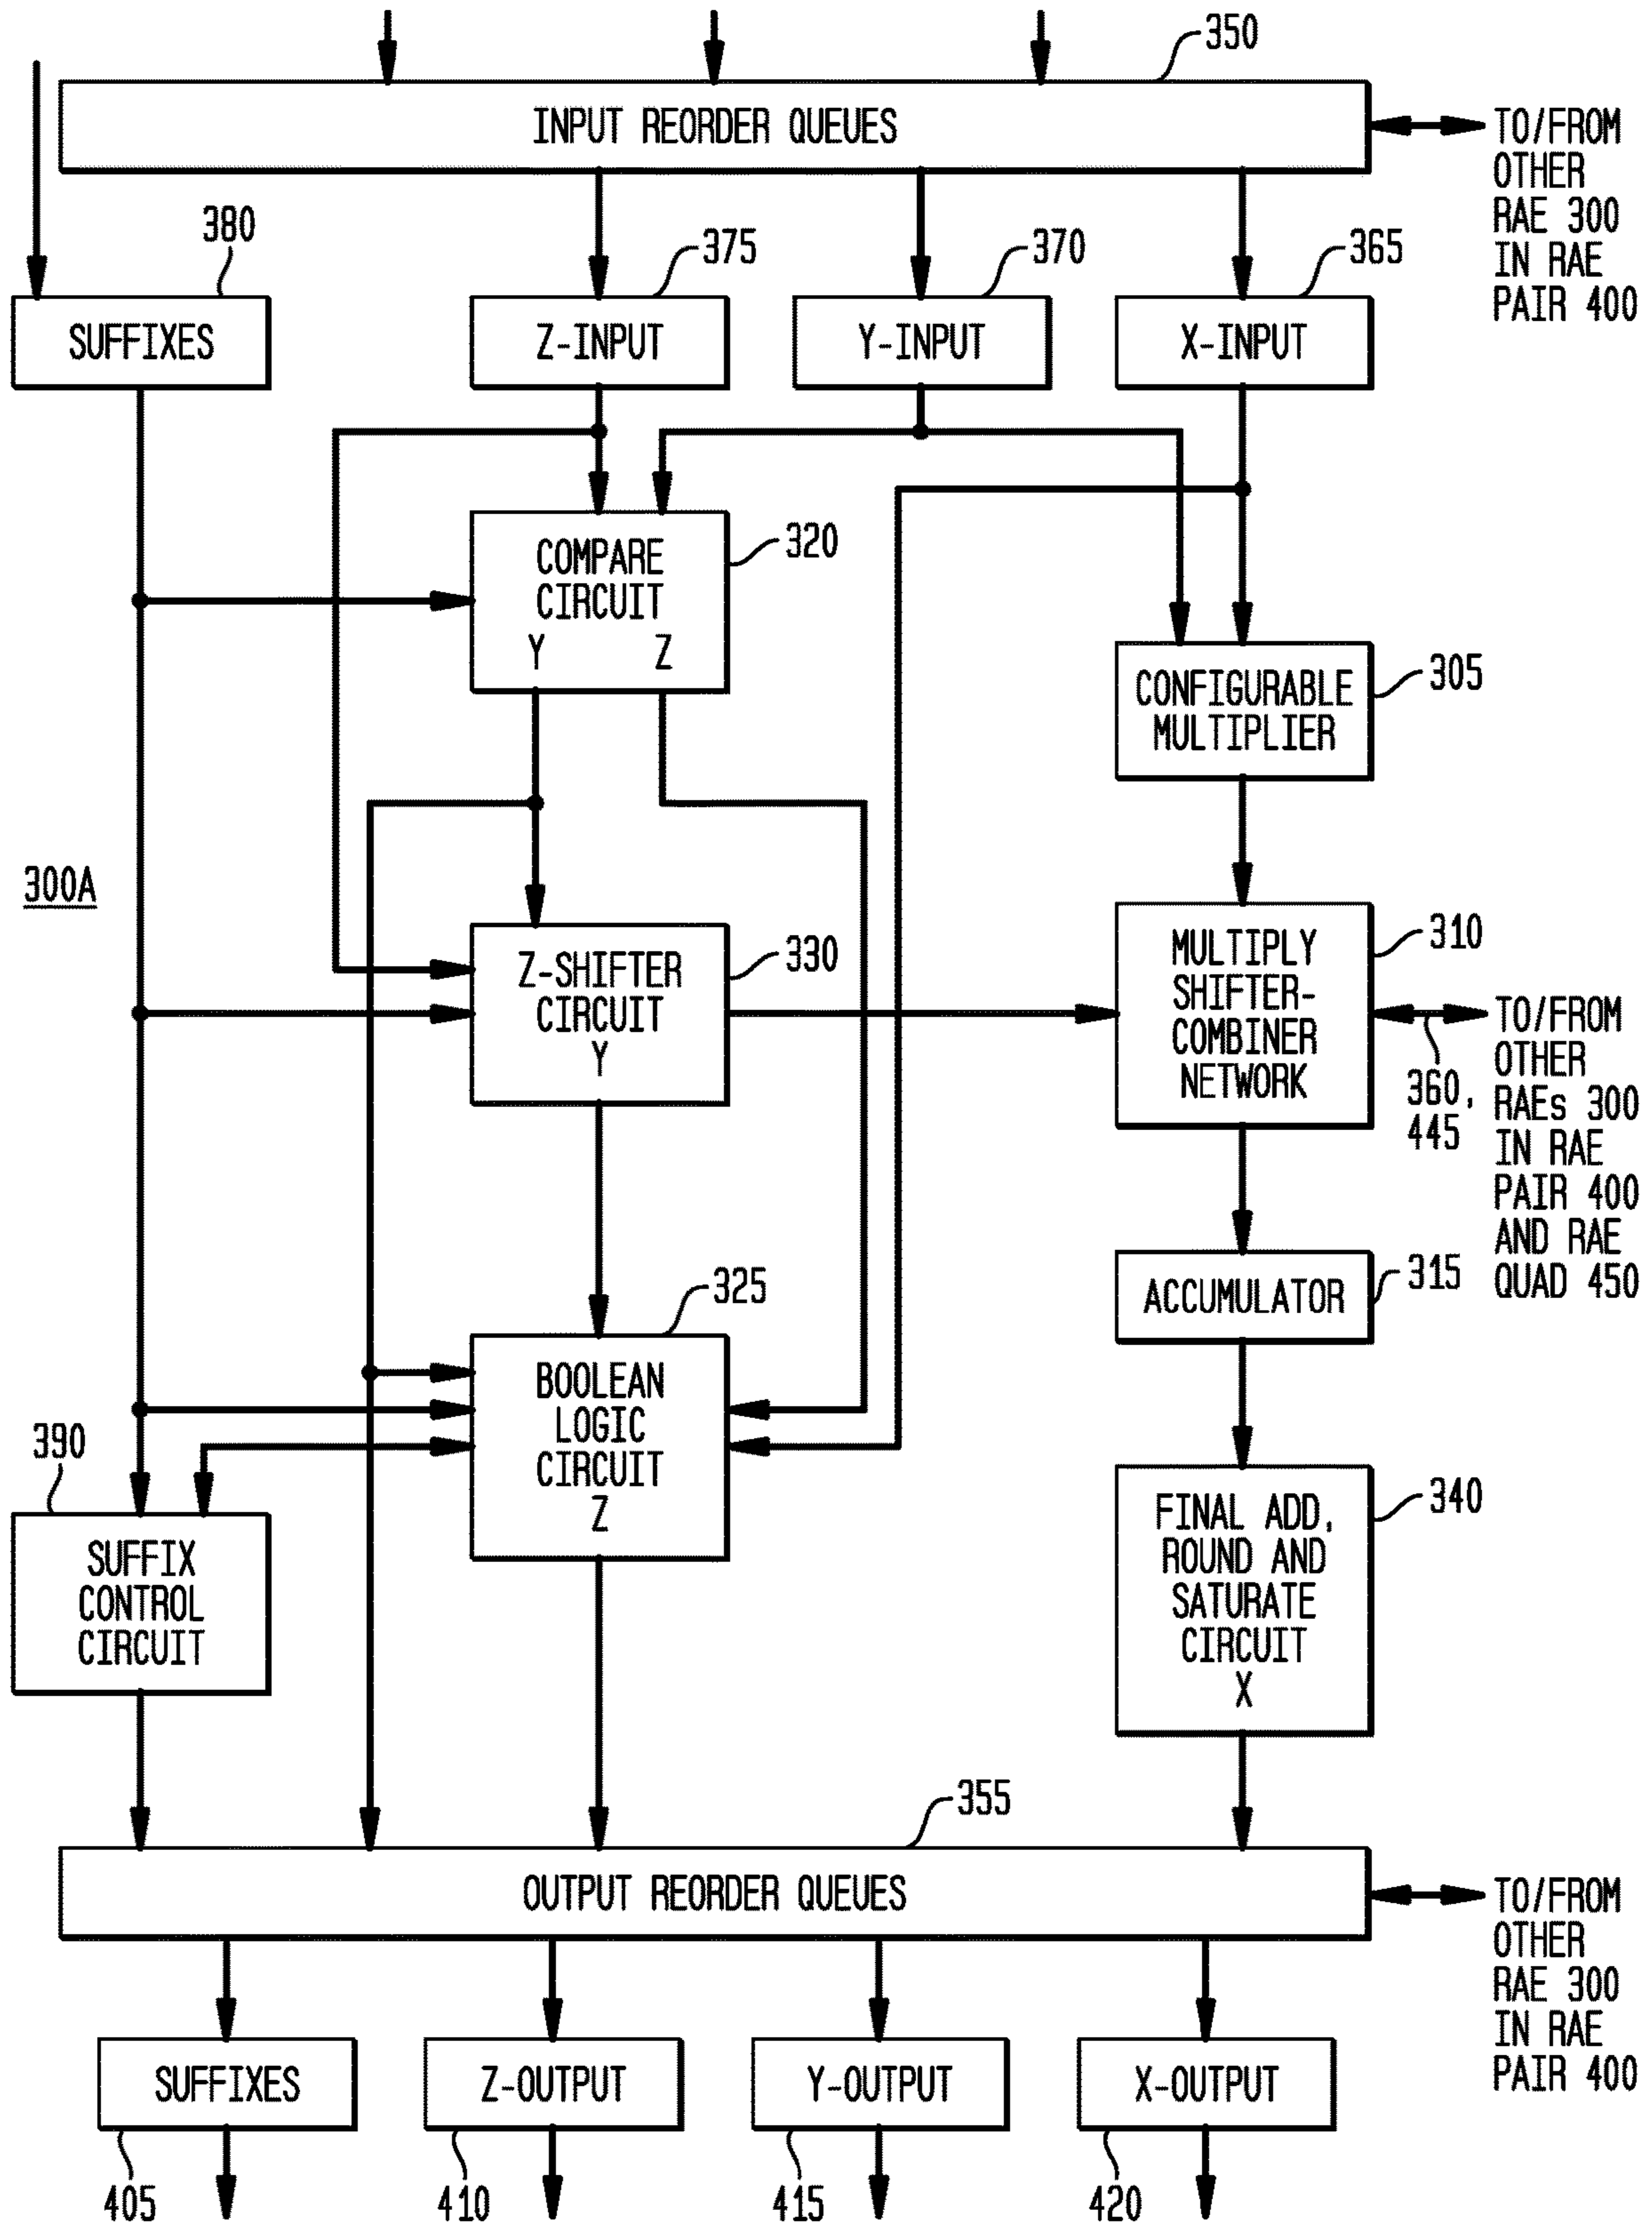 350
INPUT REORDER QUEUES
TO/FROM
OTHER
RAE 300
IN RAE
PAIR 400
380
375
370
365
SUFFIXES
Z-INPUT
Y-INPUT
X-INPUT
COMPARE
CIRCUIT
Y Z
320
CONFIGURABLE
MULTIPLIER
305
300A
Z-SHIFTER
CIRCUIT
Y
330
MULTIPLY
SHIFTER-
COMBINER
NETWORK
310
360,
445
TO/FROM
OTHER
RAEs 300
IN RAE
PAIR 400
AND RAE
QUAD 450
325
ACCUMULATOR
315
BOOLEAN
LOGIC
CIRCUIT
Z
390
SUFFIX
CONTROL
CIRCUIT
FINAL ADD,
ROUND AND
SATURATE
CIRCUIT
X
340
355
OUTPUT REORDER QUEUES
TO/FROM
OTHER
RAE 300
IN RAE
PAIR 400
SUFFIXES
Z-OUTPUT
Y-OUTPUT
X-OUTPUT
405
410
415
420